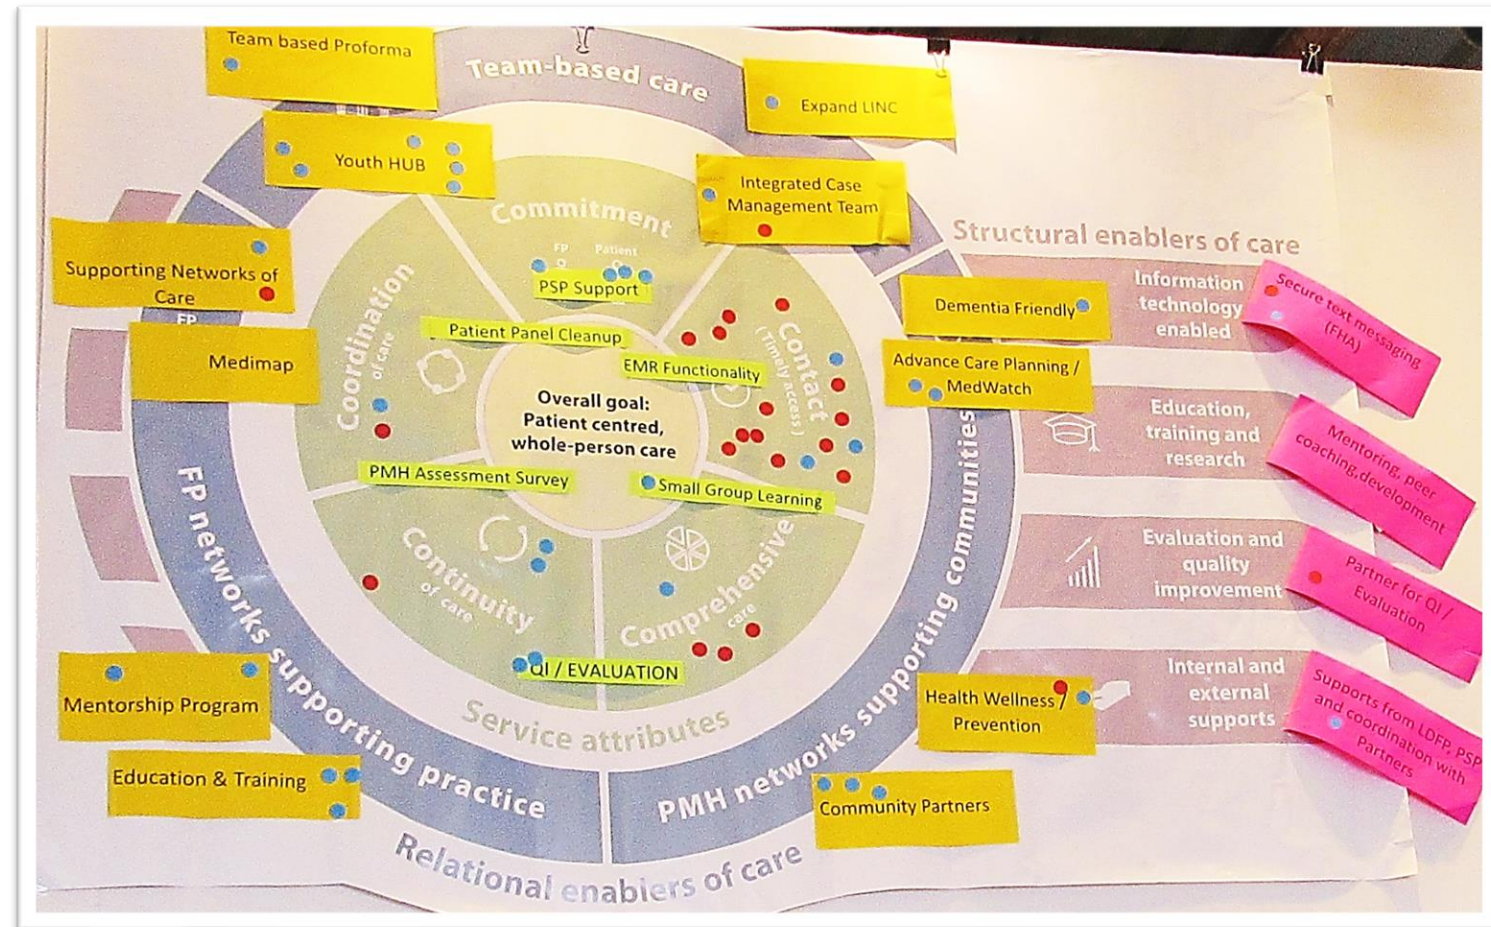 Team based Proforma
Team-based care
Expand LINC
Youth HUB
Integrated Case
Management Team
Commitment
FP
Patient
PSP Support
Supporting Networks of
Care
FP
Medimap
Structural enablers of care
Information
technology
enabled
Secure text messaging
(FHA)
Dementia Friendly
Advance Care Planning /
MedWatch
Coordination
of care
Patient Panel Cleanup
EMR Functionality
Contact
(Timely access)
Overall goal:
Patient centred,
whole-person care
Education,
training and
research
Mentoring, peer
coaching,development
PMH Assessment Survey
Small Group Learning
Continuity
of care
Comprehensive
care
Evaluation and
quality
improvement
Partner for QI /
Evaluation
QI / EVALUATION
Service attributes
FP networks supporting practice
PMH networks supporting communities
Mentorship Program
Education & Training
Health Wellness /
Prevention
Internal and
external
supports
Supports from LDFP, PSP
and coordination with
Partners
Community Partners
Relational enablers of care